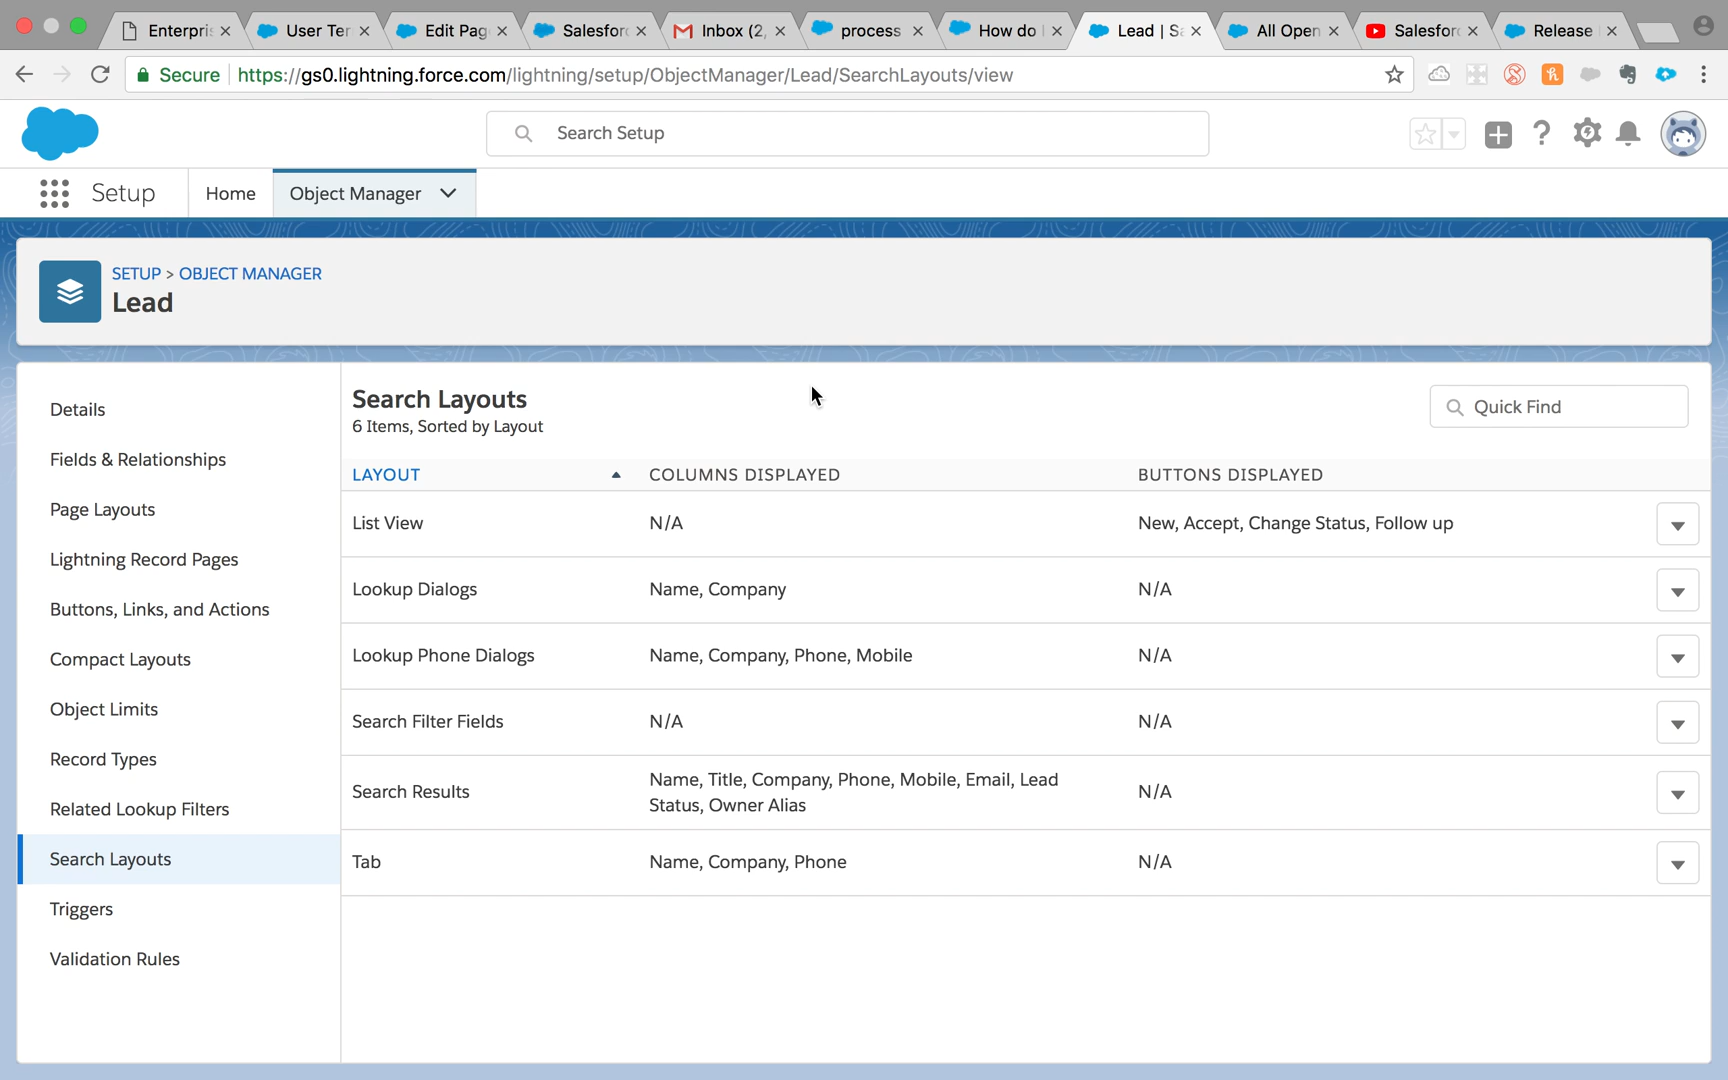 Enterpri
User Ter
Edit Pag
Salesforc
Inbox (2,
process
How do
Lead | Sa
All Open
Salesforc
Release
Secure
https://gs0.lightning.force.com/lightning/setup/ObjectManager/Lead/SearchLayouts/view
Search Setup
Setup
Home
Object Manager
SETUP > OBJECT MANAGER
Lead
Details
Fields & Relationships
Page Layouts
Lightning Record Pages
Buttons, Links, and Actions
Compact Layouts
Object Limits
Record Types
Related Lookup Filters
Search Layouts
Triggers
Validation Rules
Search Layouts
6 Items, Sorted by Layout
Quick Find
LAYOUT COLUMNS DISPLAYED BUTTONS DISPLAYED
List View N/A New, Accept, Change Status, Follow up
Lookup Dialogs Name, Company N/A
Lookup Phone Dialogs Name, Company, Phone, Mobile N/A
Search Filter Fields N/A N/A
Search Results Name, Title, Company, Phone, Mobile, Email, Lead
Status, Owner Alias N/A
Tab Name, Company, Phone N/A